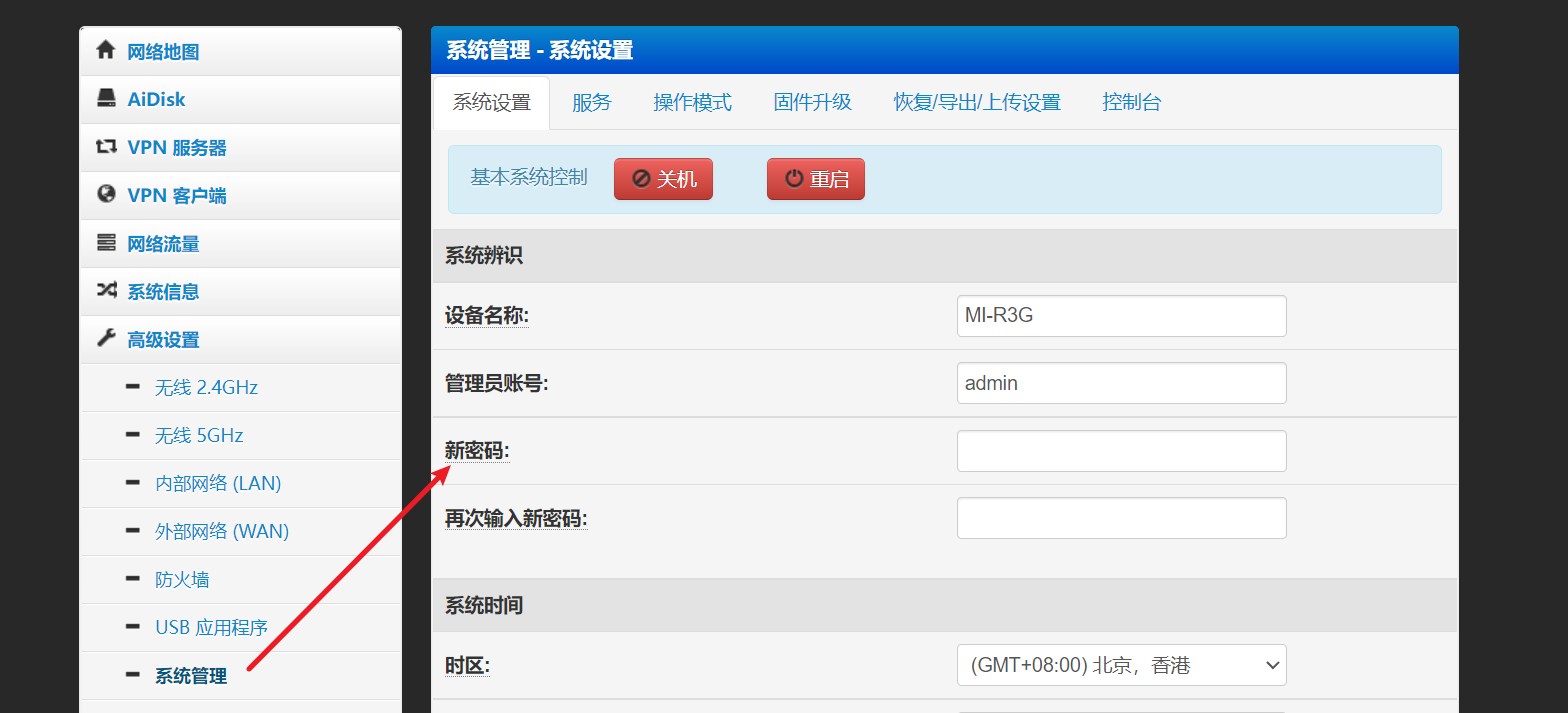 网络地图
AiDisk
VPN 服务器
VPN 客户端
网络流量
系统信息
高级设置
无线 2.4GHz
无线 5GHz
内部网络 (LAN)
外部网络 (WAN)
防火墙
USB 应用程序
系统管理
系统管理 - 系统设置
系统设置 服务 操作模式 固件升级 恢复/导出/上传设置 控制台
基本系统控制 关机 重启
系统辨识
设备名称: MI-R3G
管理员账号: admin
新密码:
再次输入新密码:
系统时间
时区: (GMT+08:00) 北京，香港